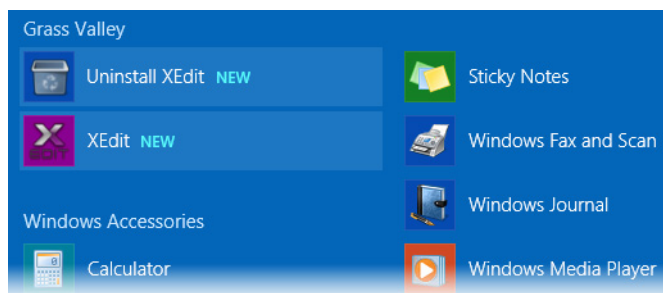 Grass Valley
Uninstall XEdit NEW
XEdit NEW
Windows Accessories
Calculator
Sticky Notes
Windows Fax and Scan
Windows Journal
Windows Media Player